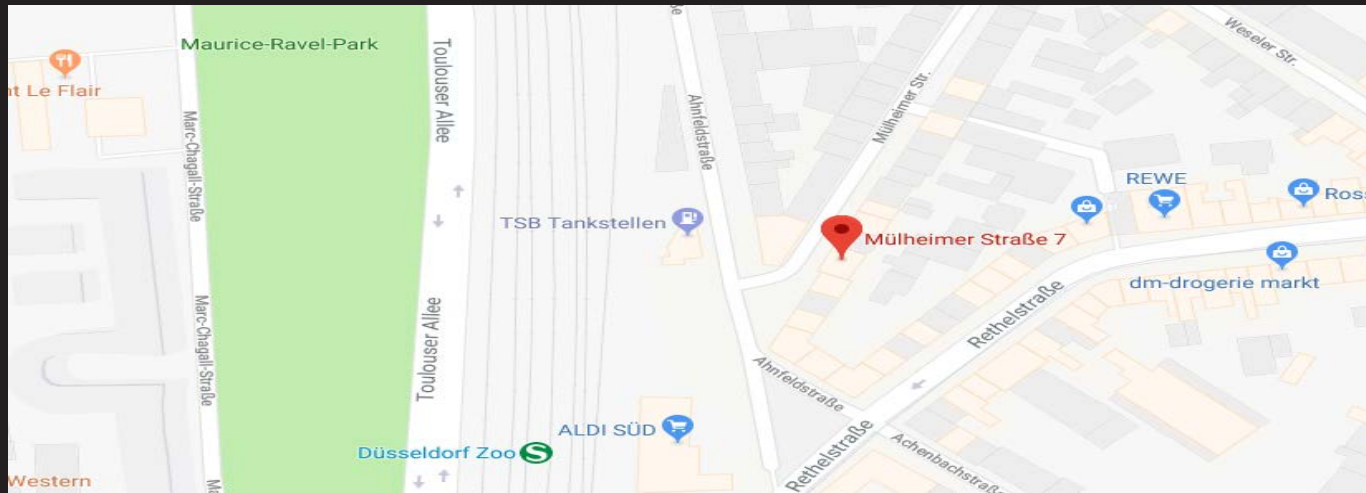 Maurice-Ravel-Park
Toulouser Allee
Weseler Str.
nt Le Flair
Mülheimer Str.
Ahnfeldstraße
Marc-Chagall-Straße
REWE
Ross
TSB Tankstellen
Mülheimer Straße 7
dm-drogerie markt
Rethelstraße
Marc-Chagall-Straße
Toulouser Allee
Ahnfeldstraße
ALDI SÜD
Düsseldorf Zoo S
Rethelstraße
Achenbachstraße
Western